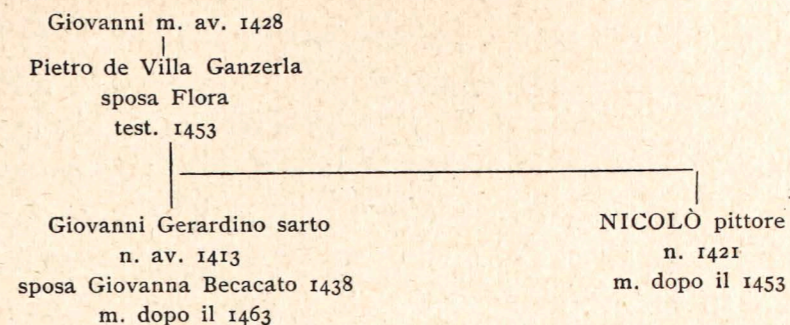 Giovanni m. av. 1428
Pietro de Villa Ganzerla
sposa Flora
test. 1453
Giovanni Gerardino sarto
n. av. 1413
sposa Giovanna Becacato 1438
m. dopo il 1463
NICOLÒ pittore
n. 1421
m. dopo il 1453